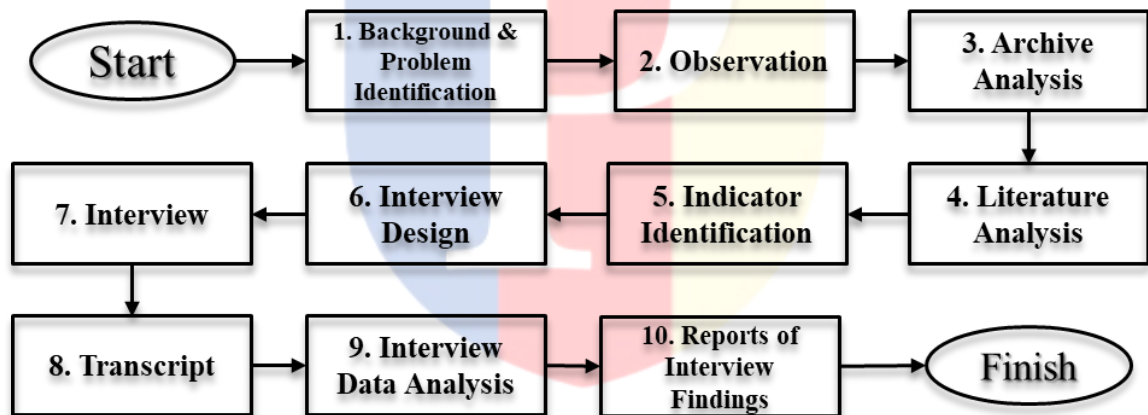 Start
1. Background &
Problem
Identification
2. Observation
3. Archive
Analysis
4. Literature
Analysis
5. Indicator
Identification
6. Interview
Design
7. Interview
8. Transcript
9. Interview
Data Analysis
10. Reports of
Interview
Findings
Finish